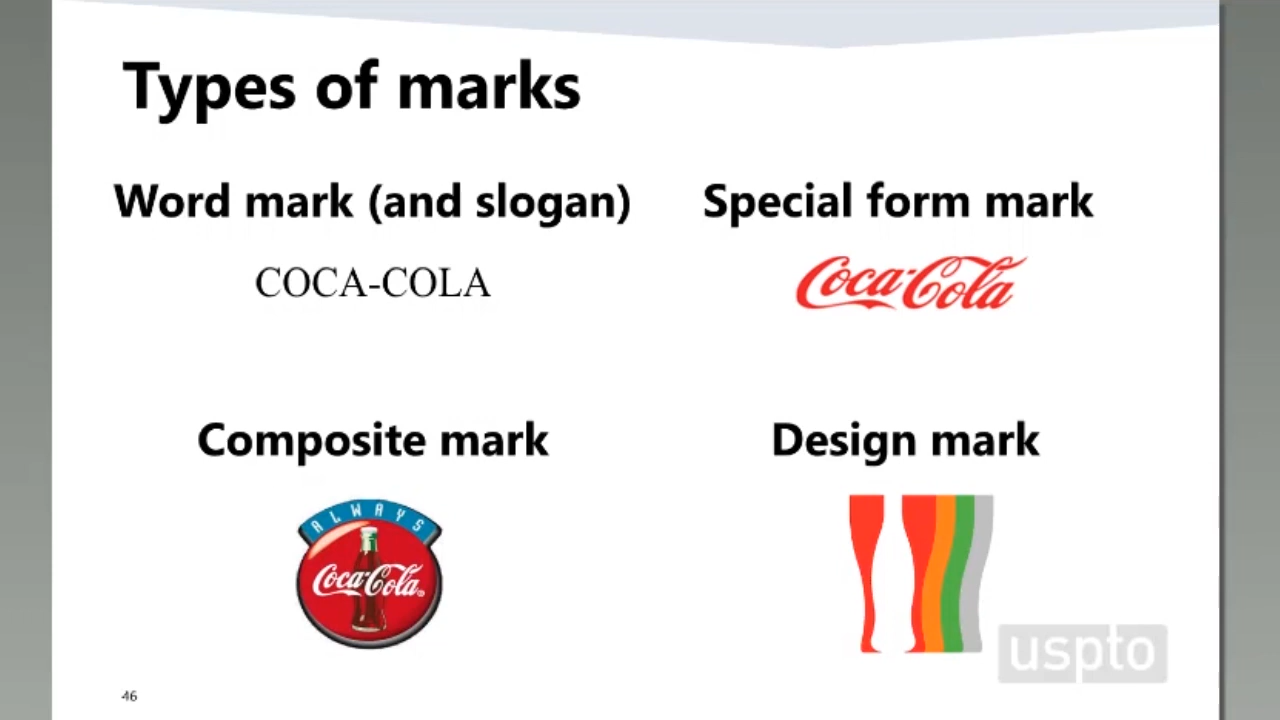 Types of marks
Word mark (and slogan)
Special form mark
COCA-COLA
Coca-Cola
Composite mark
Design mark
ALWAYS
Coca-Cola
uspto
46